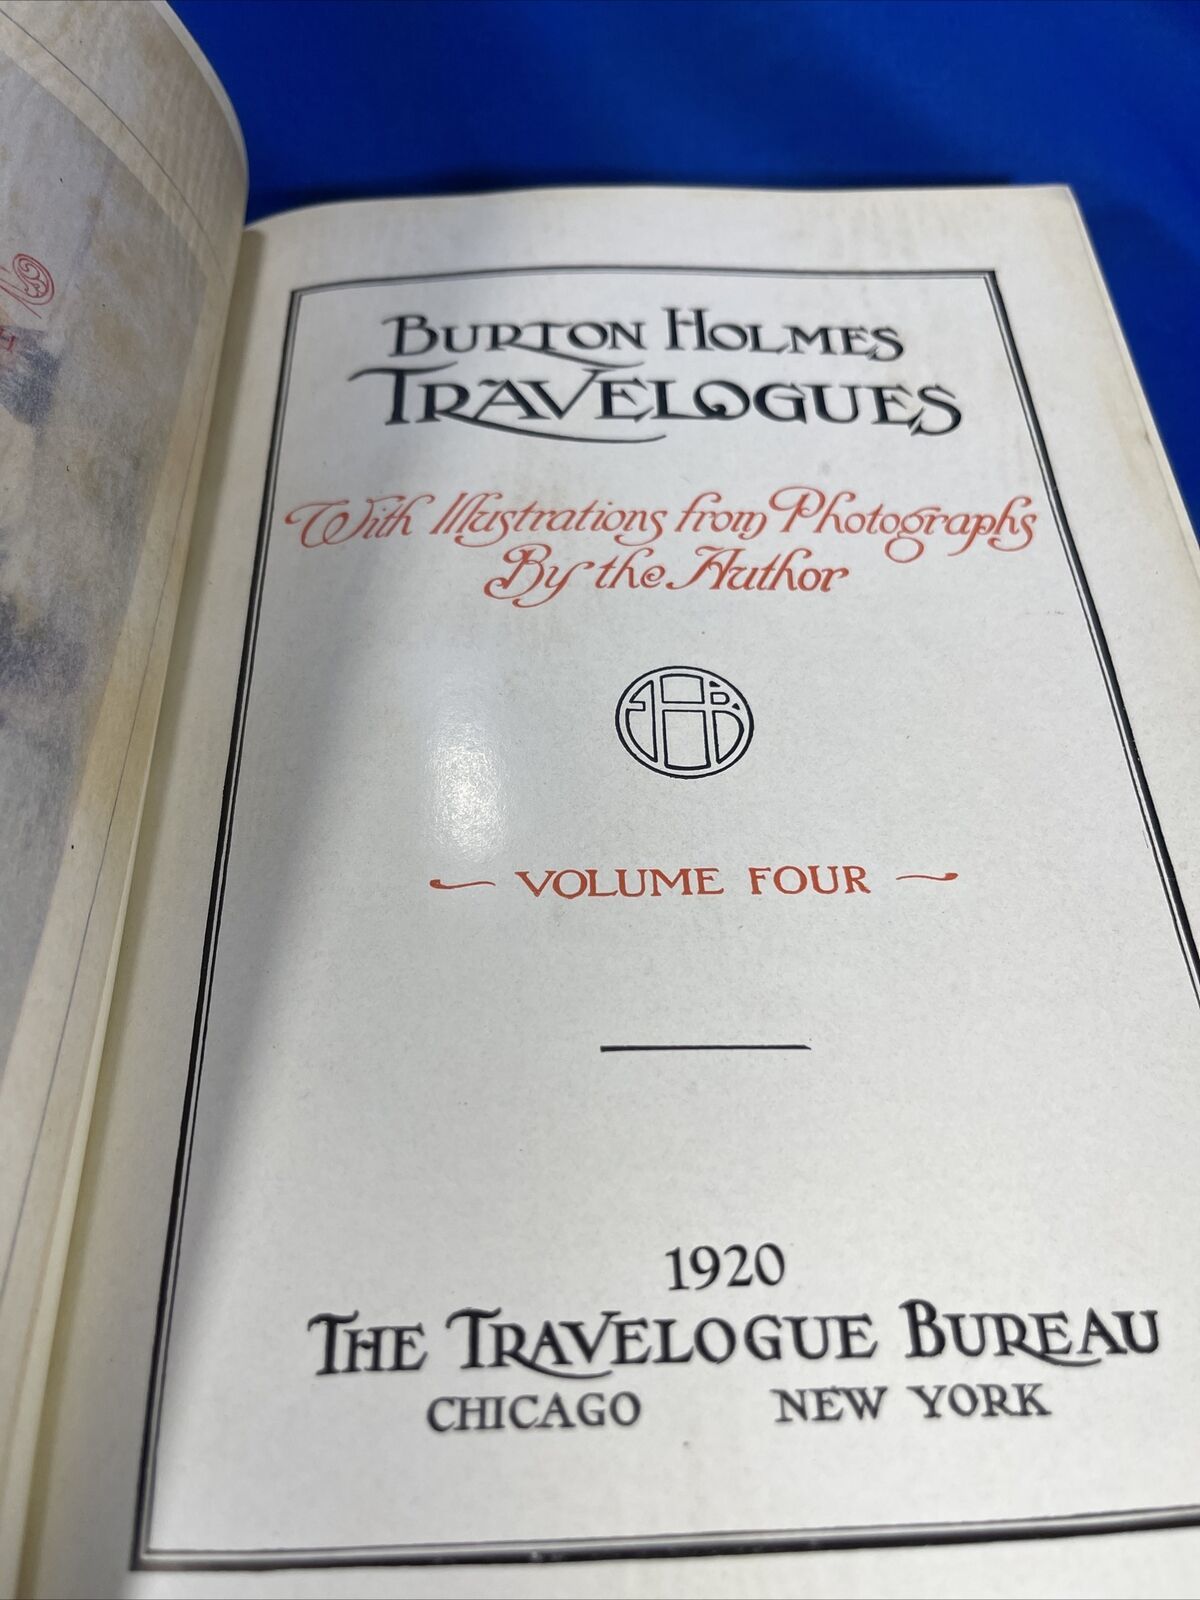 BURTON HOLMES
TRAVELOGUES
With Illustrations from Photographs
By the Author
VOLUME FOUR
1920
THE TRAVELOGUE BUREAU
CHICAGO NEW YORK